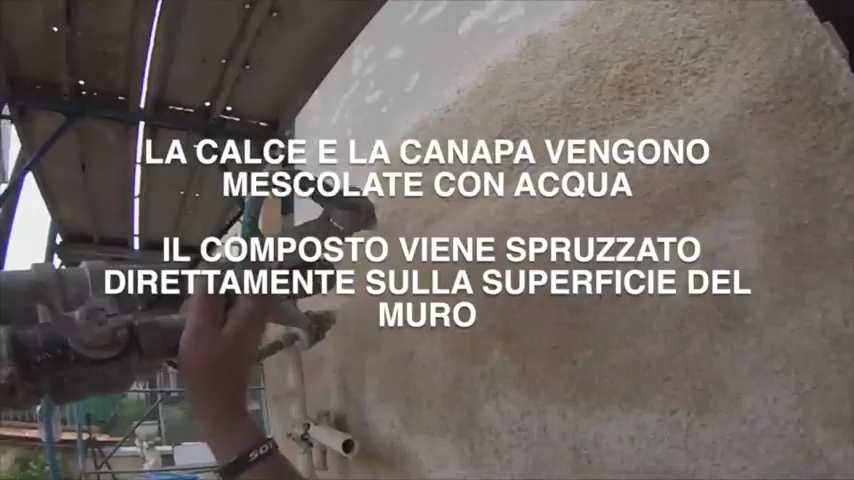 LA CALCE E LA CANAPA VENGONO
MESCOLATE CON ACQUA
IL COMPOSTO VIENE SPRUZZATO
DIRETTAMENTE SULLA SUPERFICIE DEL
MURO